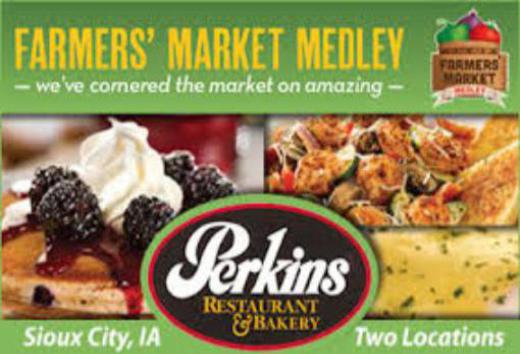 FARMERS' MARKET MEDLEY
— we've cornered the market on amazing —
FARMERS
MARKET
MEDLEY
Perkins
RESTAURANT
& BAKERY
Sioux City, IA
Two Locations